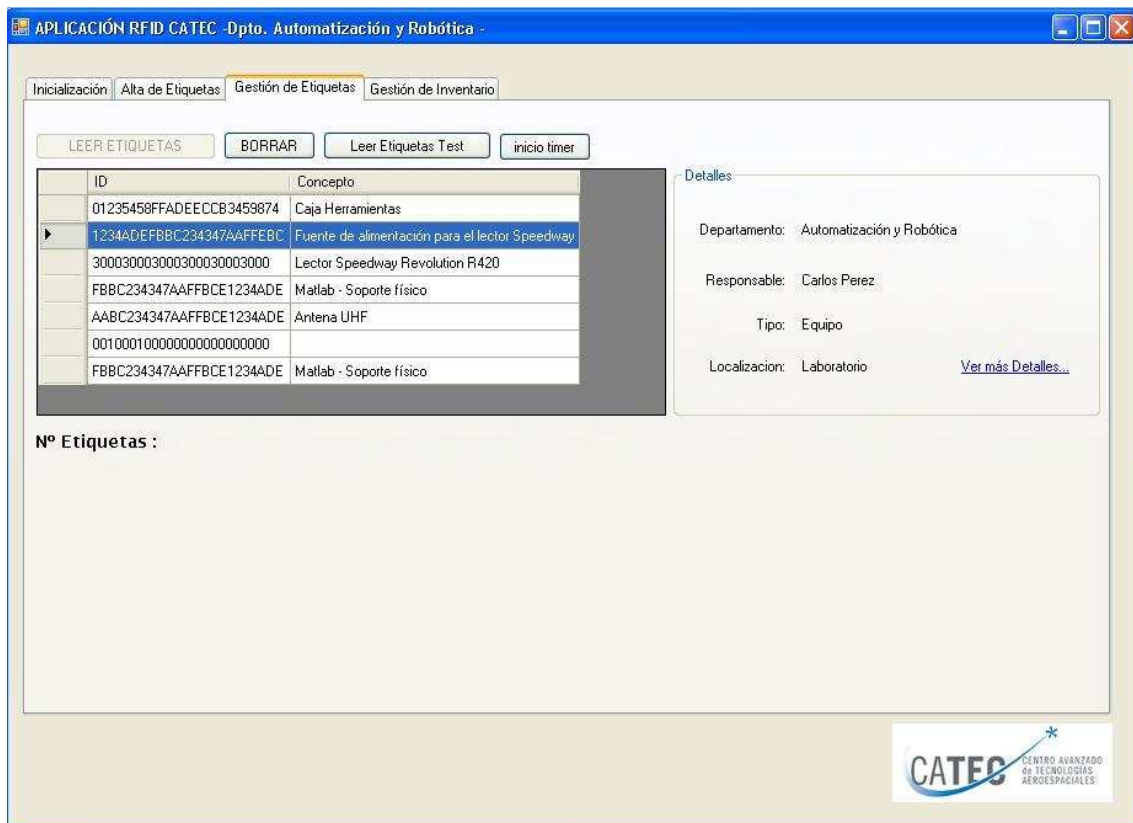 APLICACIÓN RFID CATEC -Dpto. Automatización y Robótica -
Inicialización Alta de Etiquetas Gestión de Etiquetas Gestión de Inventario
LEER ETIQUETAS BORRAR Leer Etiquetas Test inicio timer
ID Concepto
01235458FFADEECCB3459874 Caja Herramientas
1234ADEFBBC234347AAFFEBC Fuente de alimentación para el lector Speedway
300030003000300030003000 Lector Speedway Revolution R420
FBBC234347AAFFBCE1234ADE Matlab - Soporte físico
AABC234347AAFFBCE1234ADE Antena UHF
001000100000000000000000
FBBC234347AAFFBCE1234ADE Matlab - Soporte físico
Detalles
Departamento: Automatización y Robótica
Responsable: Carlos Perez
Tipo: Equipo
Localizacion: Laboratorio Ver más Detalles...
Nº Etiquetas :
CATEC
CENTRO AVANZADO
de TECNOLOGÍAS
AEROESPACIALES